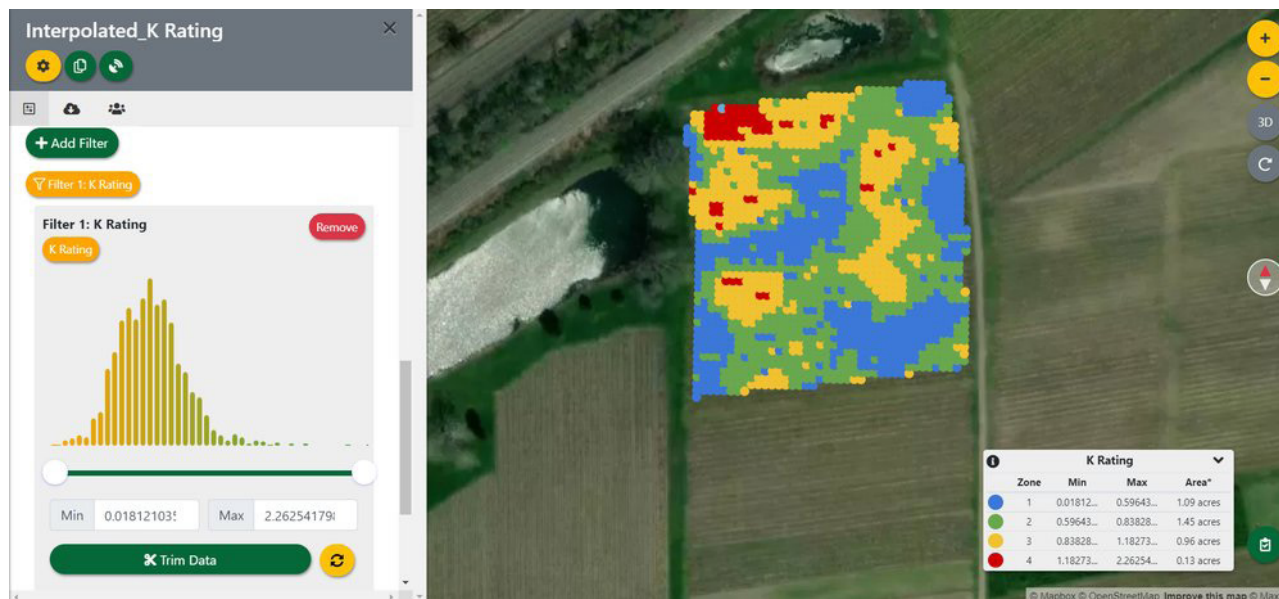 Interpolated_K Rating
+ Add Filter
Filter 1: K Rating
Filter 1: K Rating
Remove
K Rating
Min 0.018121035
Max 2.26254179
Trim Data
+
−
3D
K Rating
Zone Min Max Area*
1 0.01812... 0.59643... 1.09 acres
2 0.59643... 0.83828... 1.45 acres
3 0.83828... 1.18273... 0.96 acres
4 1.18273... 2.26254... 0.13 acres
© Mapbox © OpenStreetMap Improve this map © Max